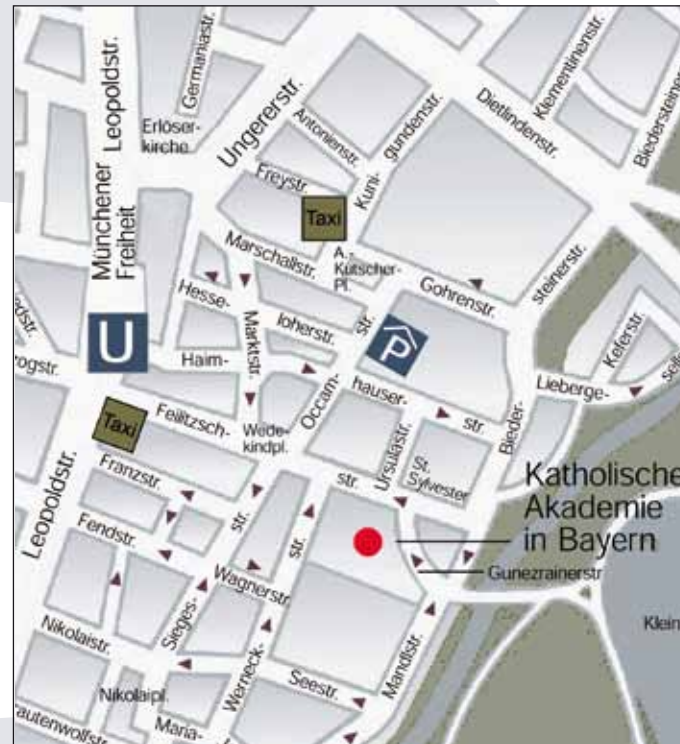 Leopoldstr.
Germaniastr.
Klementinenstr.
Dietlindenstr.
Erlöser-
kirche
Ungererstr.
Antonienstr.
gundenstr.
Kuni-
Freystr.
Taxi
Münchener
Freiheit
Marschallstr.
A.-
Kutscher-
Pl.
Gohrenstr.
steinerstr.
Hesse-
loherstr.
Marktstr.
str.
U
P
Keferstr.
Haim-
hauser-
str.
Lieberge-
Occam-
Bieder-
Taxi
Feilitzsch-
Wede-
kindpl.
str.
Ursulastr.
St.
Sylvester
Leopoldstr.
Franzstr.
Fendstr.
str.
str.
Wagnerstr.
Katholische
Akademie
in Bayern
Gunezrainerstr
Sieges-
Nikolaistr.
Nikolaipl.
Werneck-
Seestr.
Mandlstr.
Maria-
Klein